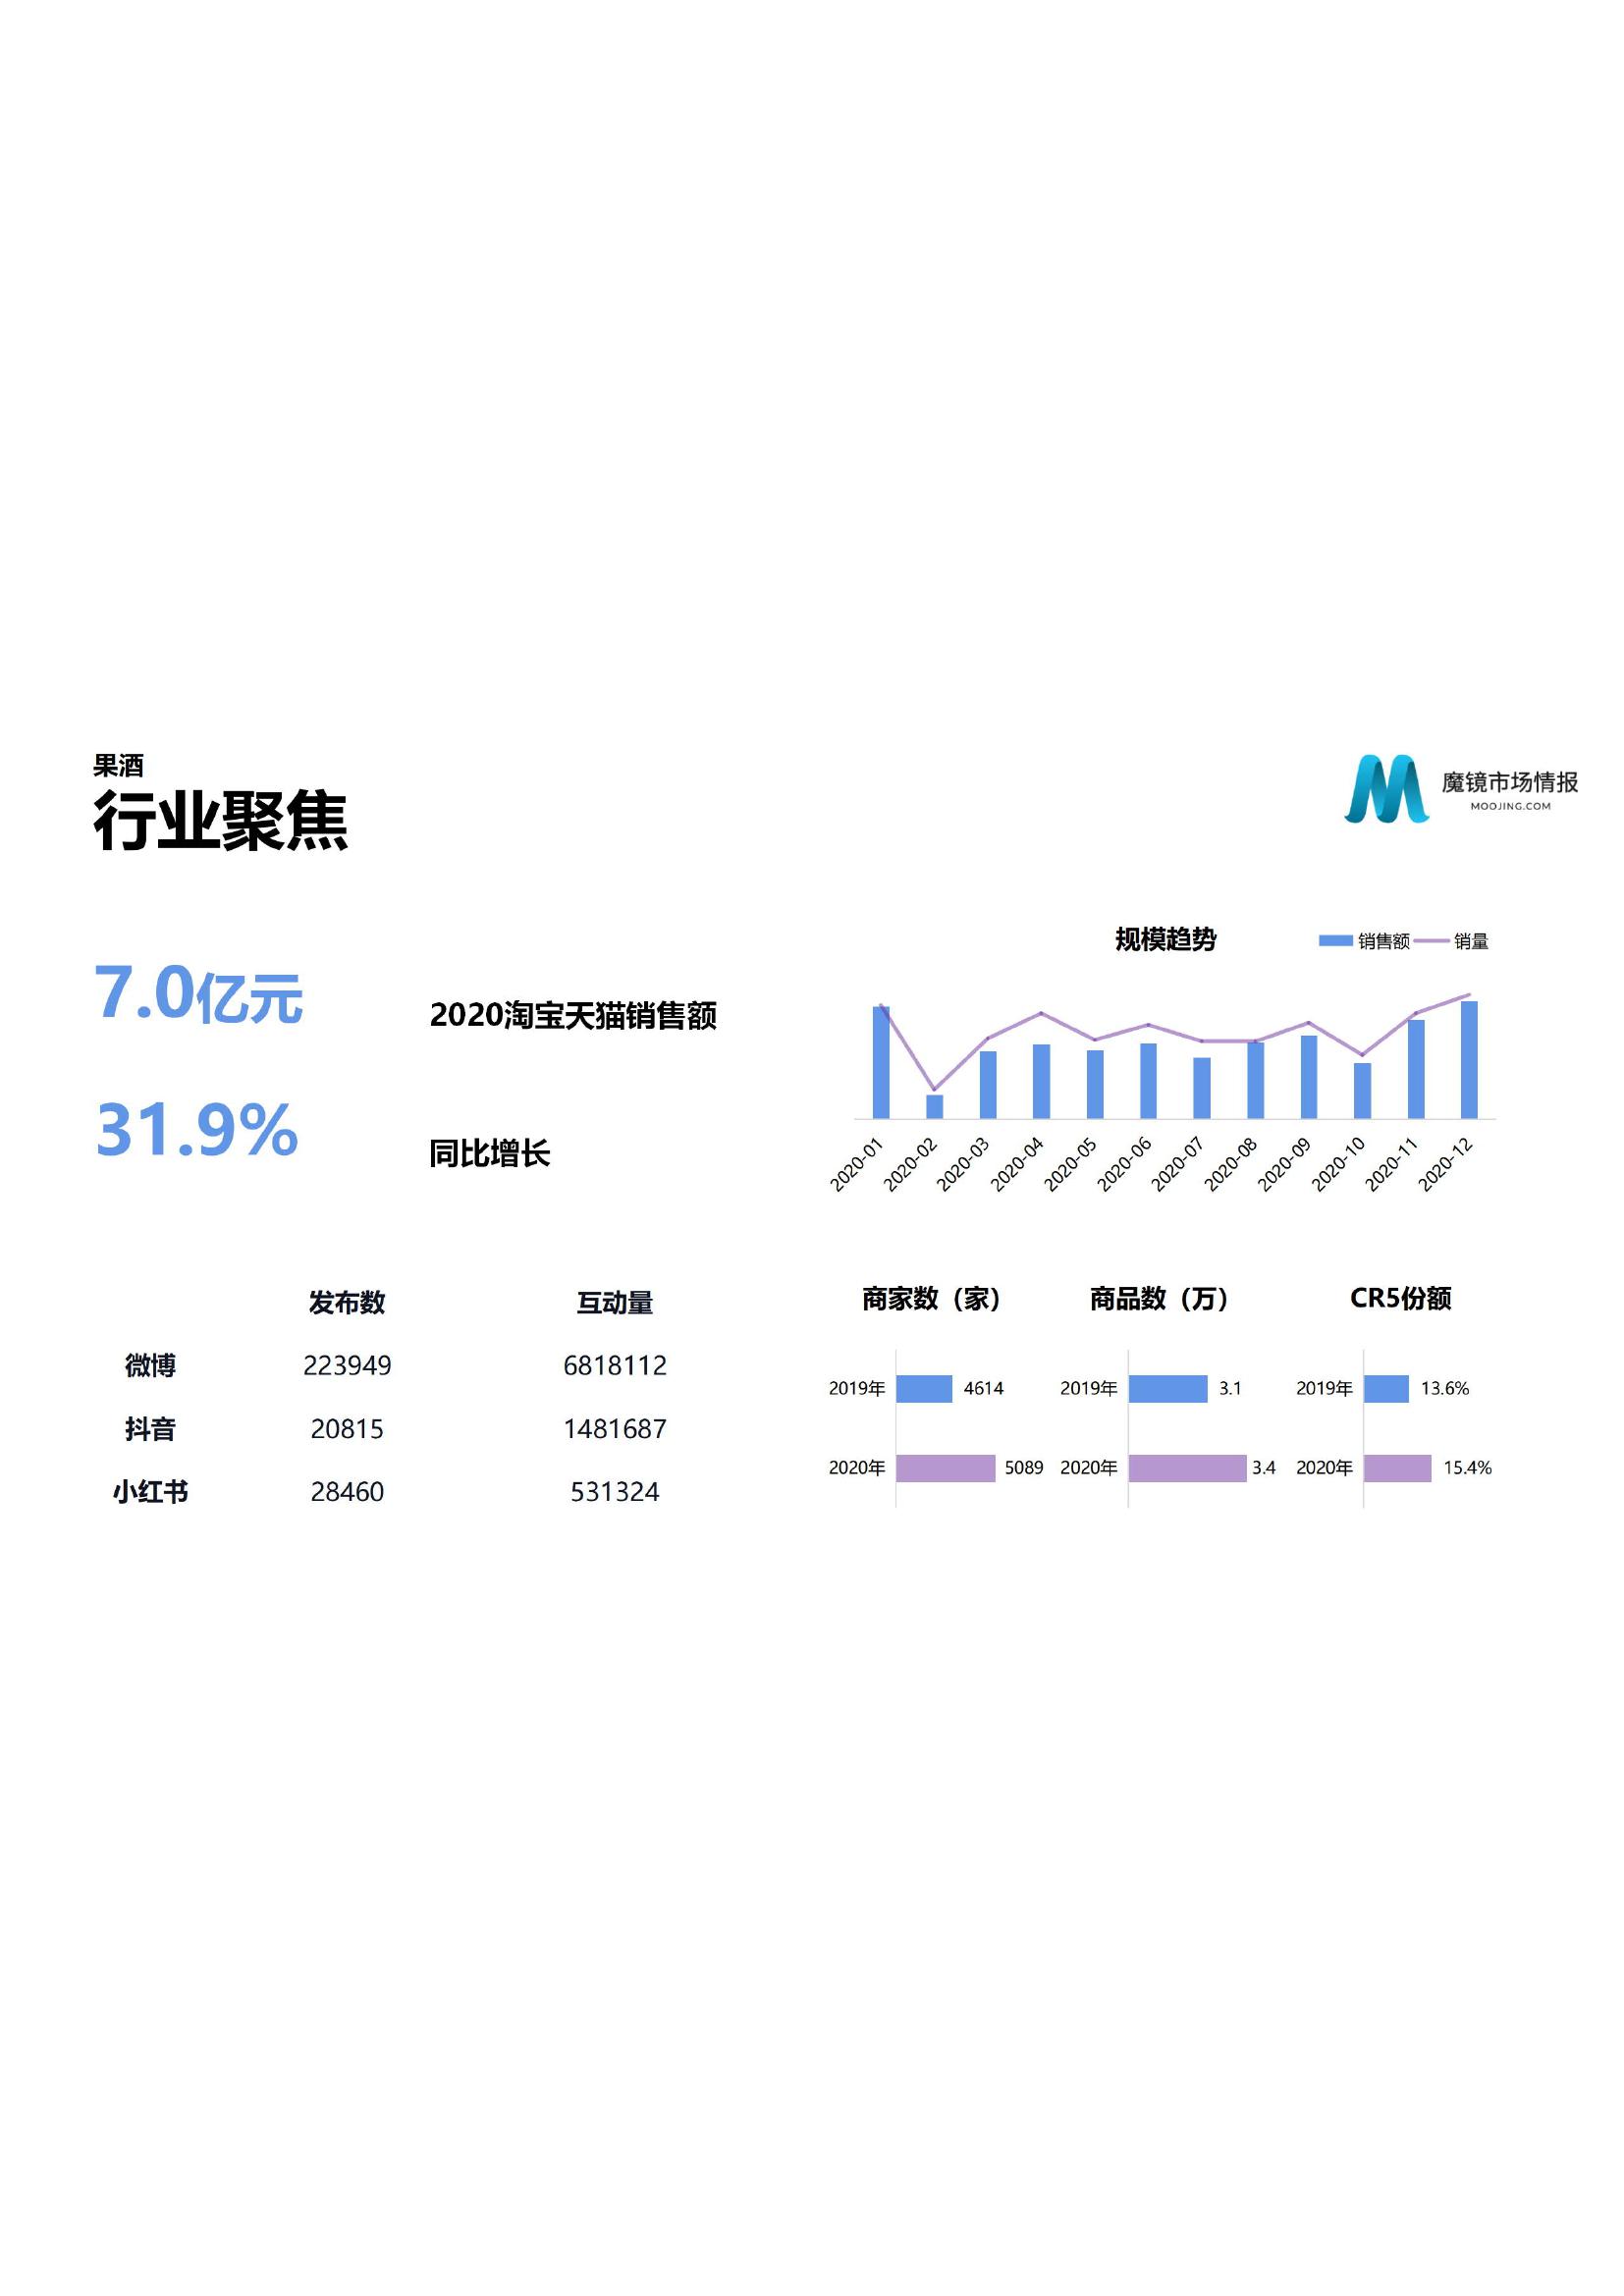 果酒
行业聚焦
魔镜市场情报
MOOJING.COM
7.0亿元
2020淘宝天猫销售额
31.9%
同比增长
规模趋势
销售额 销量
2020-01 2020-02 2020-03 2020-04 2020-05 2020-06 2020-07 2020-08 2020-09 2020-10 2020-11 2020-12
发布数 互动量
微博 223949 6818112
抖音 20815 1481687
小红书 28460 531324
商家数（家） 商品数（万） CR5份额
2019年 4614 2019年 3.1 2019年 13.6%
2020年 5089 2020年 3.4 2020年 15.4%